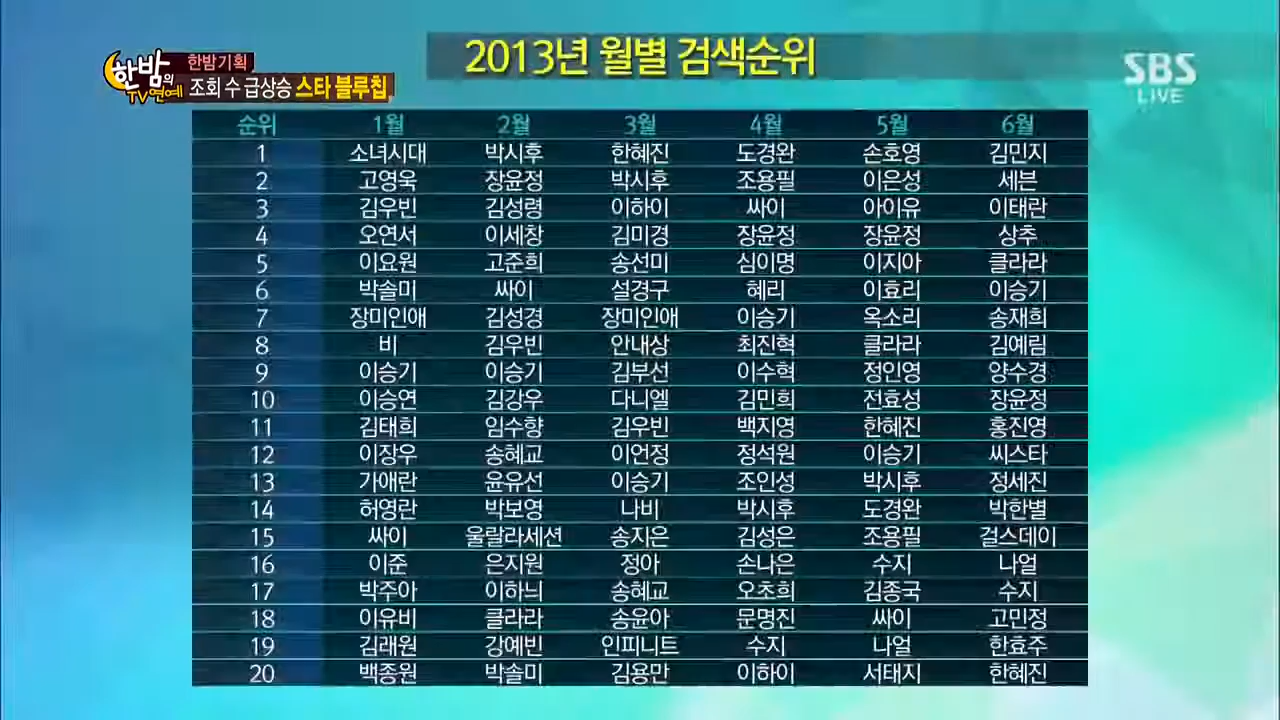 2013년 월별 검색순위
한밤의
TV연예
한밤기획
조회 수 급상승 스타 블루칩
SBS
LIVE
순위 1월 2월 3월 4월 5월 6월
1 소녀시대 박시후 한혜진 도경완 손호영 김민지
2 고영욱 장윤정 박시후 조용필 이은성 세븐
3 김우빈 김성령 이하이 싸이 아이유 이태란
4 오연서 이세창 김미경 장윤정 장윤정 상추
5 이요원 고준희 송선미 심이명 이지아 클라라
6 박솔미 싸이 설경구 혜리 이효리 이승기
7 장미인애 김성경 장미인애 이승기 옥소리 송재희
8 비 김우빈 안내상 최진혁 클라라 김예림
9 이승기 이승기 김부선 이수혁 정인영 양수경
10 이승연 김강우 다니엘 김민희 전효성 장윤정
11 김태희 임수향 김우빈 백지영 한혜진 홍진영
12 이장우 송혜교 이언정 정석원 이승기 씨스타
13 가애란 윤유선 이승기 조인성 박시후 정세진
14 허영란 박보영 나비 박시후 도경완 박한별
15 싸이 울랄라세션 송지은 김성은 조용필 걸스데이
16 이준 은지원 정아 손나은 수지 나얼
17 박주아 이하늬 송혜교 오초희 김종국 수지
18 이유비 클라라 송윤아 문명진 싸이 고민정
19 김래원 강예빈 인피니트 수지 나얼 한효주
20 백종원 박솔미 김용만 이하이 서태지 한혜진